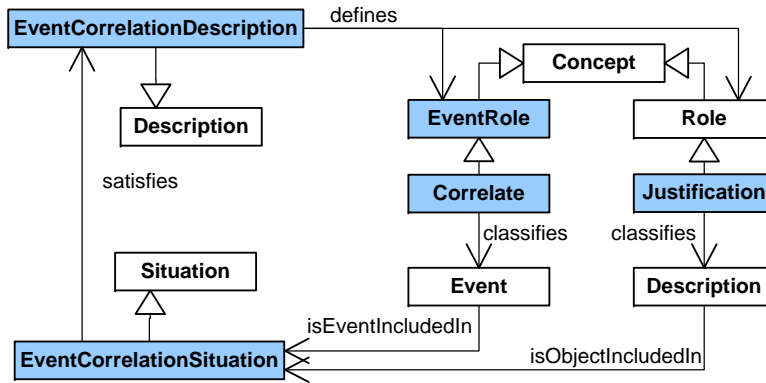 EventCorrelationDescription
defines
Concept
Description
EventRole
Role
satisfies
Correlate
Justification
classifies
classifies
Situation
Event
Description
isEventIncludedIn
EventCorrelationSituation
isObjectIncludedIn